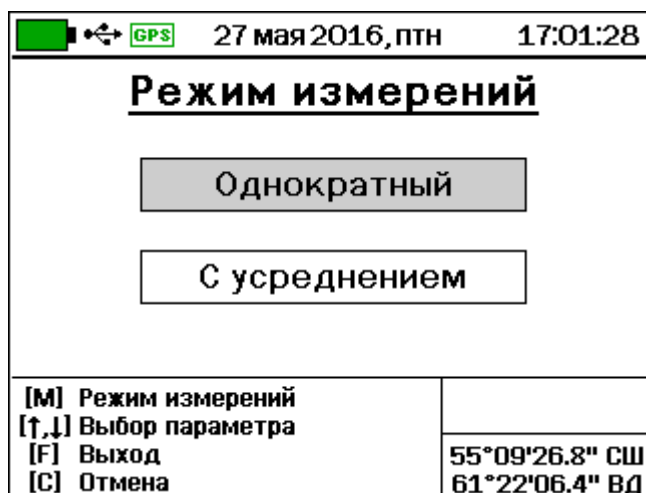 GPS 27 мая 2016, птн 17:01:28
Режим измерений
Однократный
С усреднением
[М] Режим измерений
[↑,↓] Выбор параметра
[F] Выход
[С] Отмена
55°09'26.8" СШ
61°22'06.4" ВД